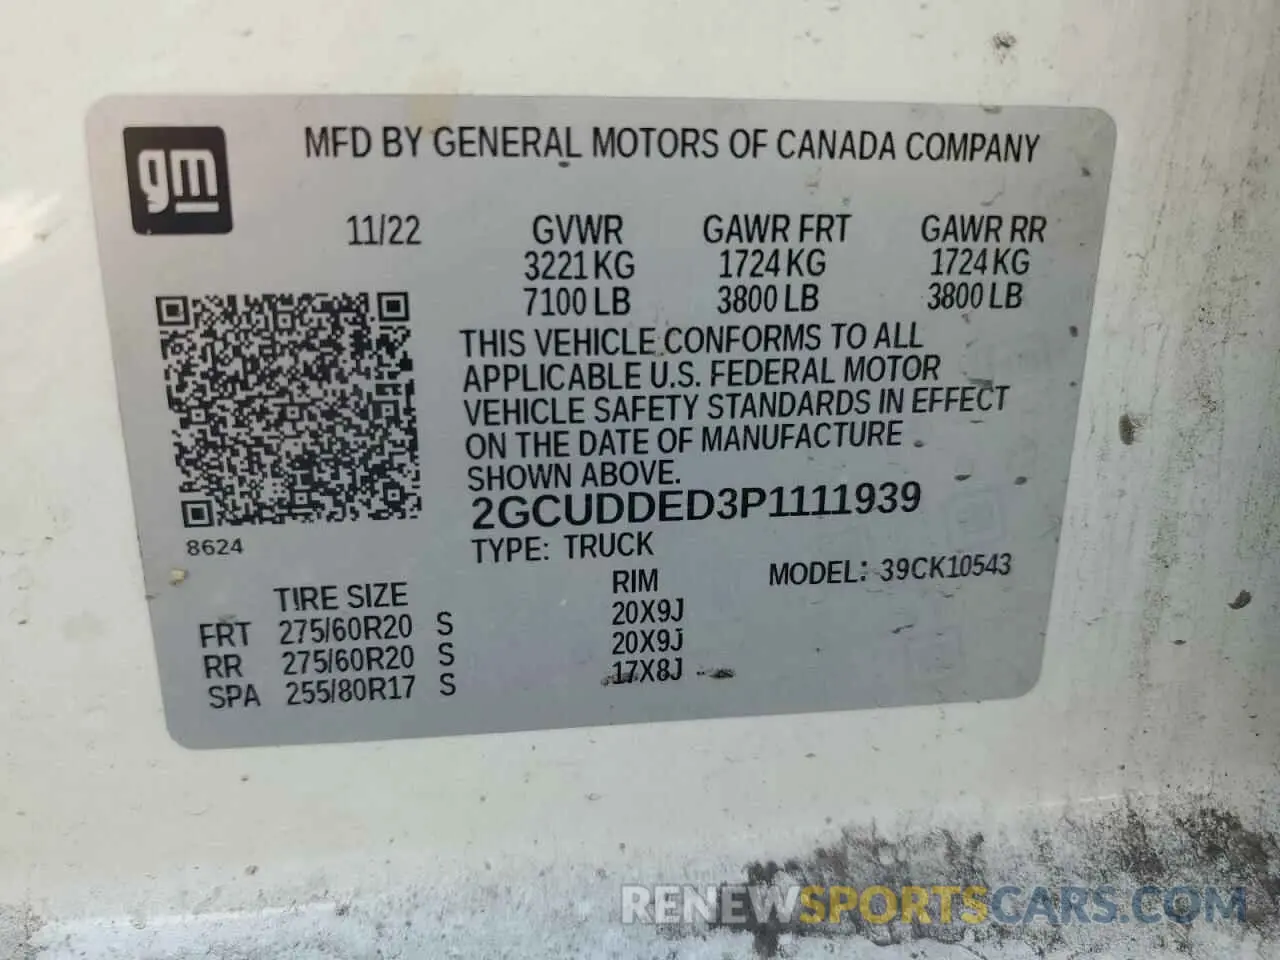 gm
MFD BY GENERAL MOTORS OF CANADA COMPANY
11/22
GVWR GAWR FRT GAWR RR
3221 KG 1724 KG 1724 KG
7100 LB 3800 LB 3800 LB
THIS VEHICLE CONFORMS TO ALL
APPLICABLE U.S. FEDERAL MOTOR
VEHICLE SAFETY STANDARDS IN EFFECT
ON THE DATE OF MANUFACTURE
SHOWN ABOVE.
2GCUDDED3P1111939
8624
TYPE: TRUCK
MODEL: 39CK10543
TIRE SIZE RIM
FRT 275/60R20 S 20X9J
RR 275/60R20 S 20X9J
SPA 255/80R17 S 17X8J
RENEWSPORTSCARS.COM